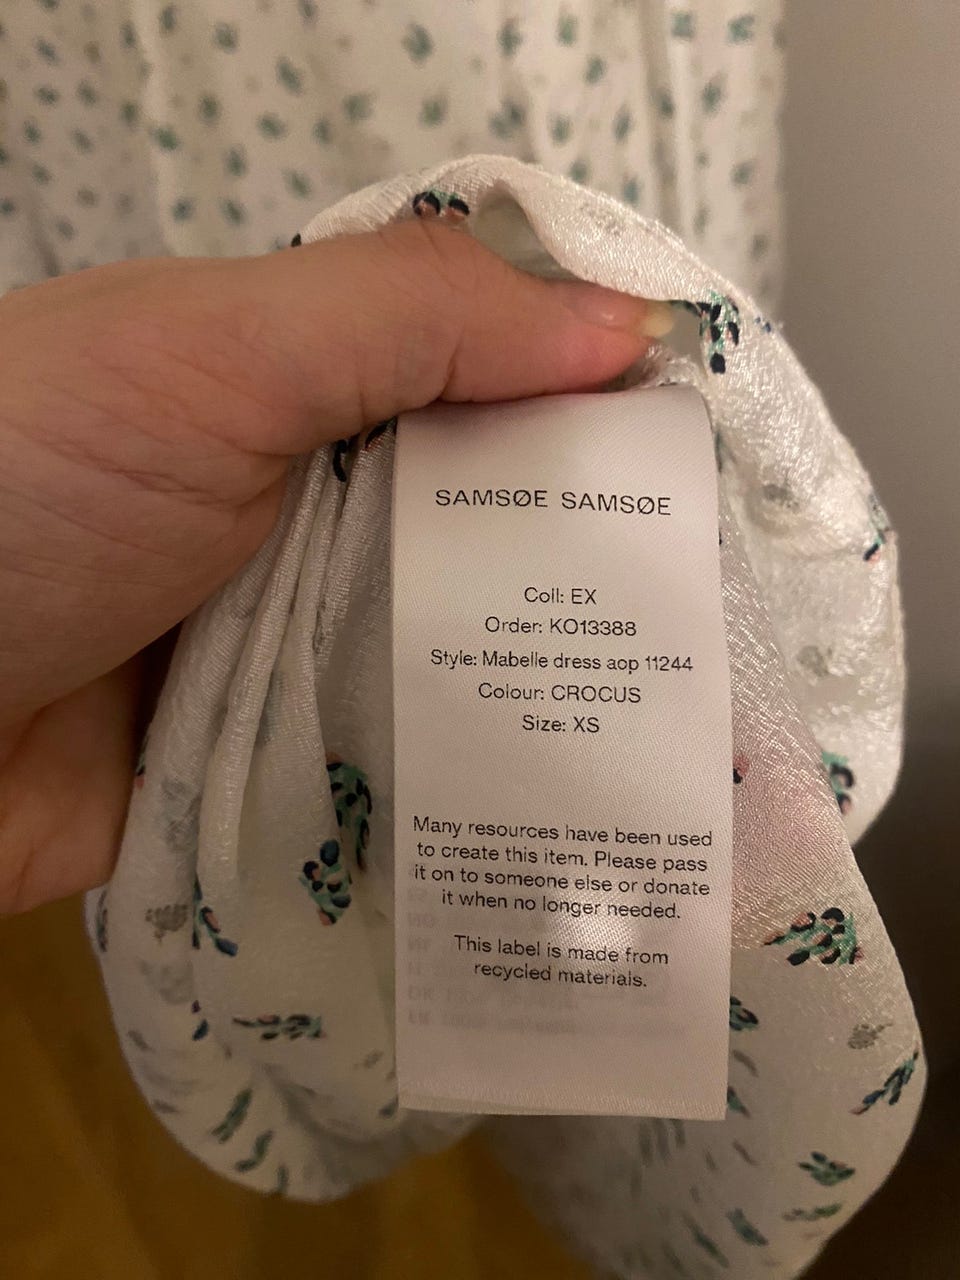 SAMSØE SAMSØE
Coll: EX
Order: KO13388
Style: Mabelle dress aop 11244
Colour: CROCUS
Size: XS
Many resources have been used
to create this item. Please pass
it on to someone else or donate
it when no longer needed.
This label is made from
recycled materials.